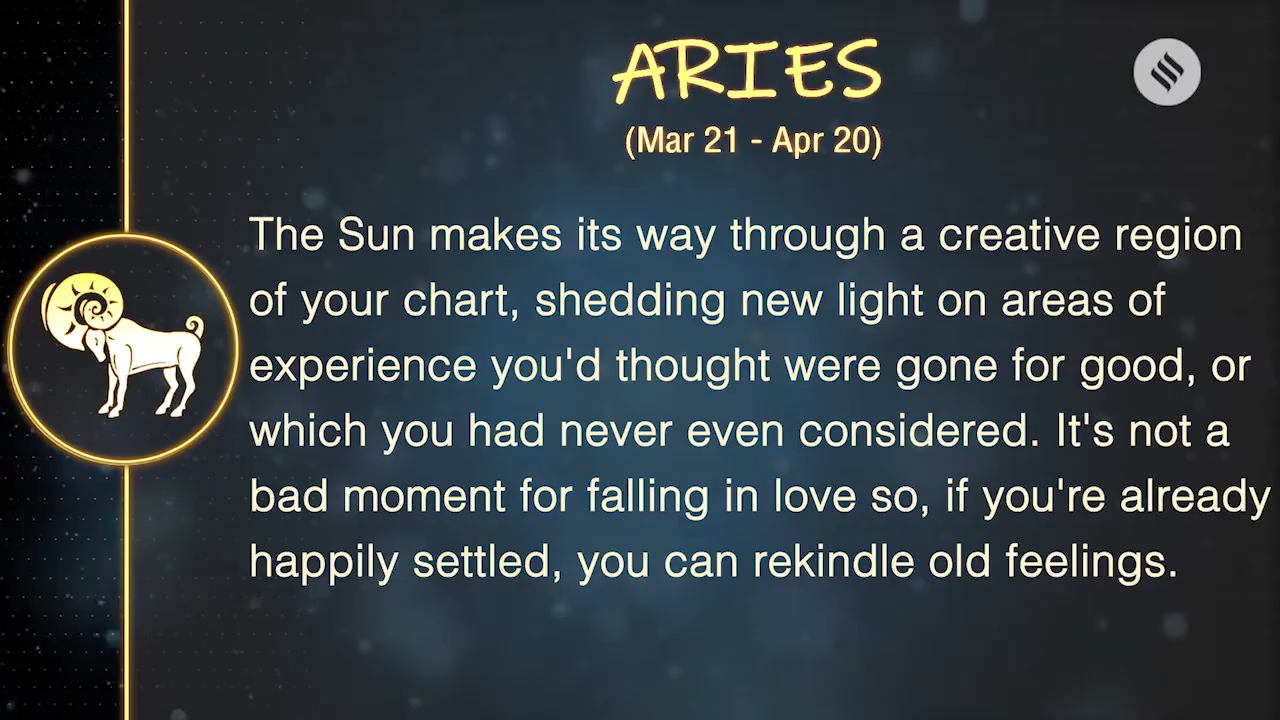 ARIES
(Mar 21 - Apr 20)
The Sun makes its way through a creative region
of your chart, shedding new light on areas of
experience you'd thought were gone for good, or
which you had never even considered. It's not a
bad moment for falling in love so, if you're already
happily settled, you can rekindle old feelings.